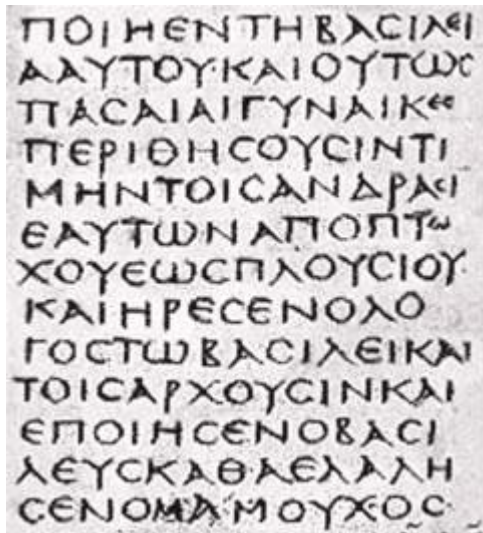 ΠΟΙΗΕΝΤΗΒΑCΙΛΕΙ
ΑΑΥΤΟΥ·ΚΑΙΟΥΤΩC
ΠΑCΑΙΑΙΓΥΝΑΙΚΕC
ΠΕΡΙΘΗCΟΥCΙΝΤΙ
ΜΗΝΤΟΙCΑΝΔΡΑCΙ
ΕΑΥΤΩΝΑΠΟΠΤΩ
ΧΟΥΕΩCΠΛΟΥCΙΟΥ·
ΚΑΙΗΡΕCΕΝΟΛΟ
ΓΟCΤΩΒΑCΙΛΕΙΚΑΙ
ΤΟΙCΑΡΧΟΥCΙΝΚΑΙ
ΕΠΟΙΗCΕΝΟΒΑCΙ
ΛΕΥCΚΑΘΑΕΛΑΛΗ
CΕΝΟΜΑΜΟΥΧΟC·